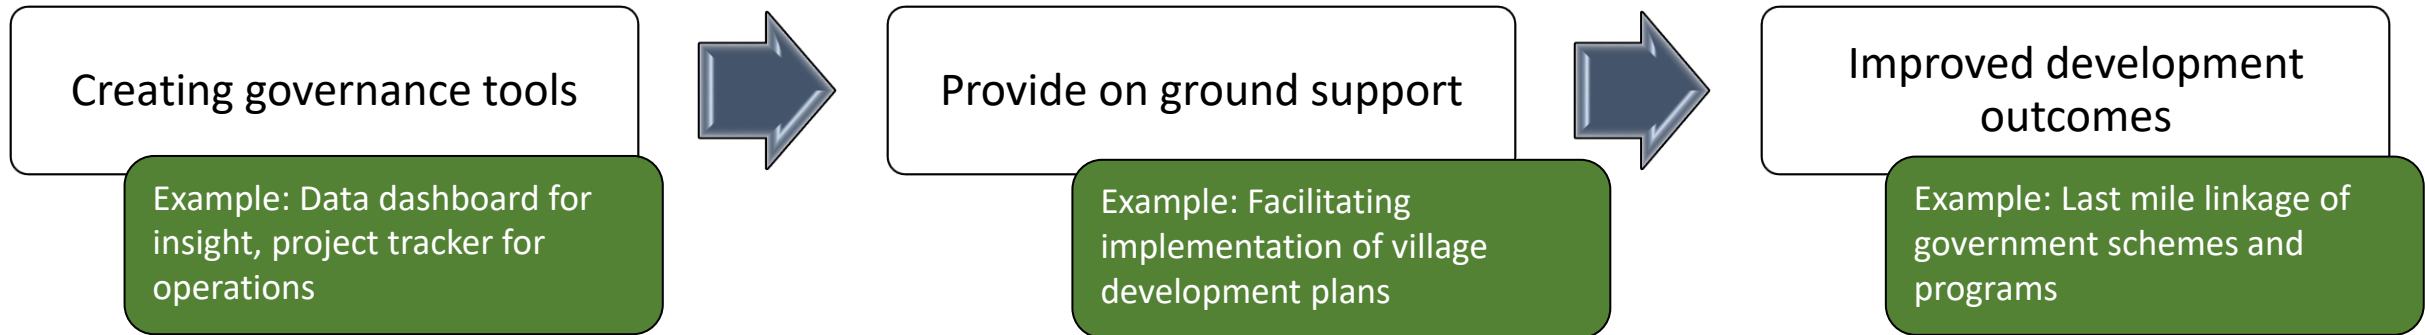 Creating governance tools
Example: Data dashboard for
insight, project tracker for
operations
Provide on ground support
Example: Facilitating
implementation of village
development plans
Improved development
outcomes
Example: Last mile linkage of
government schemes and
programs